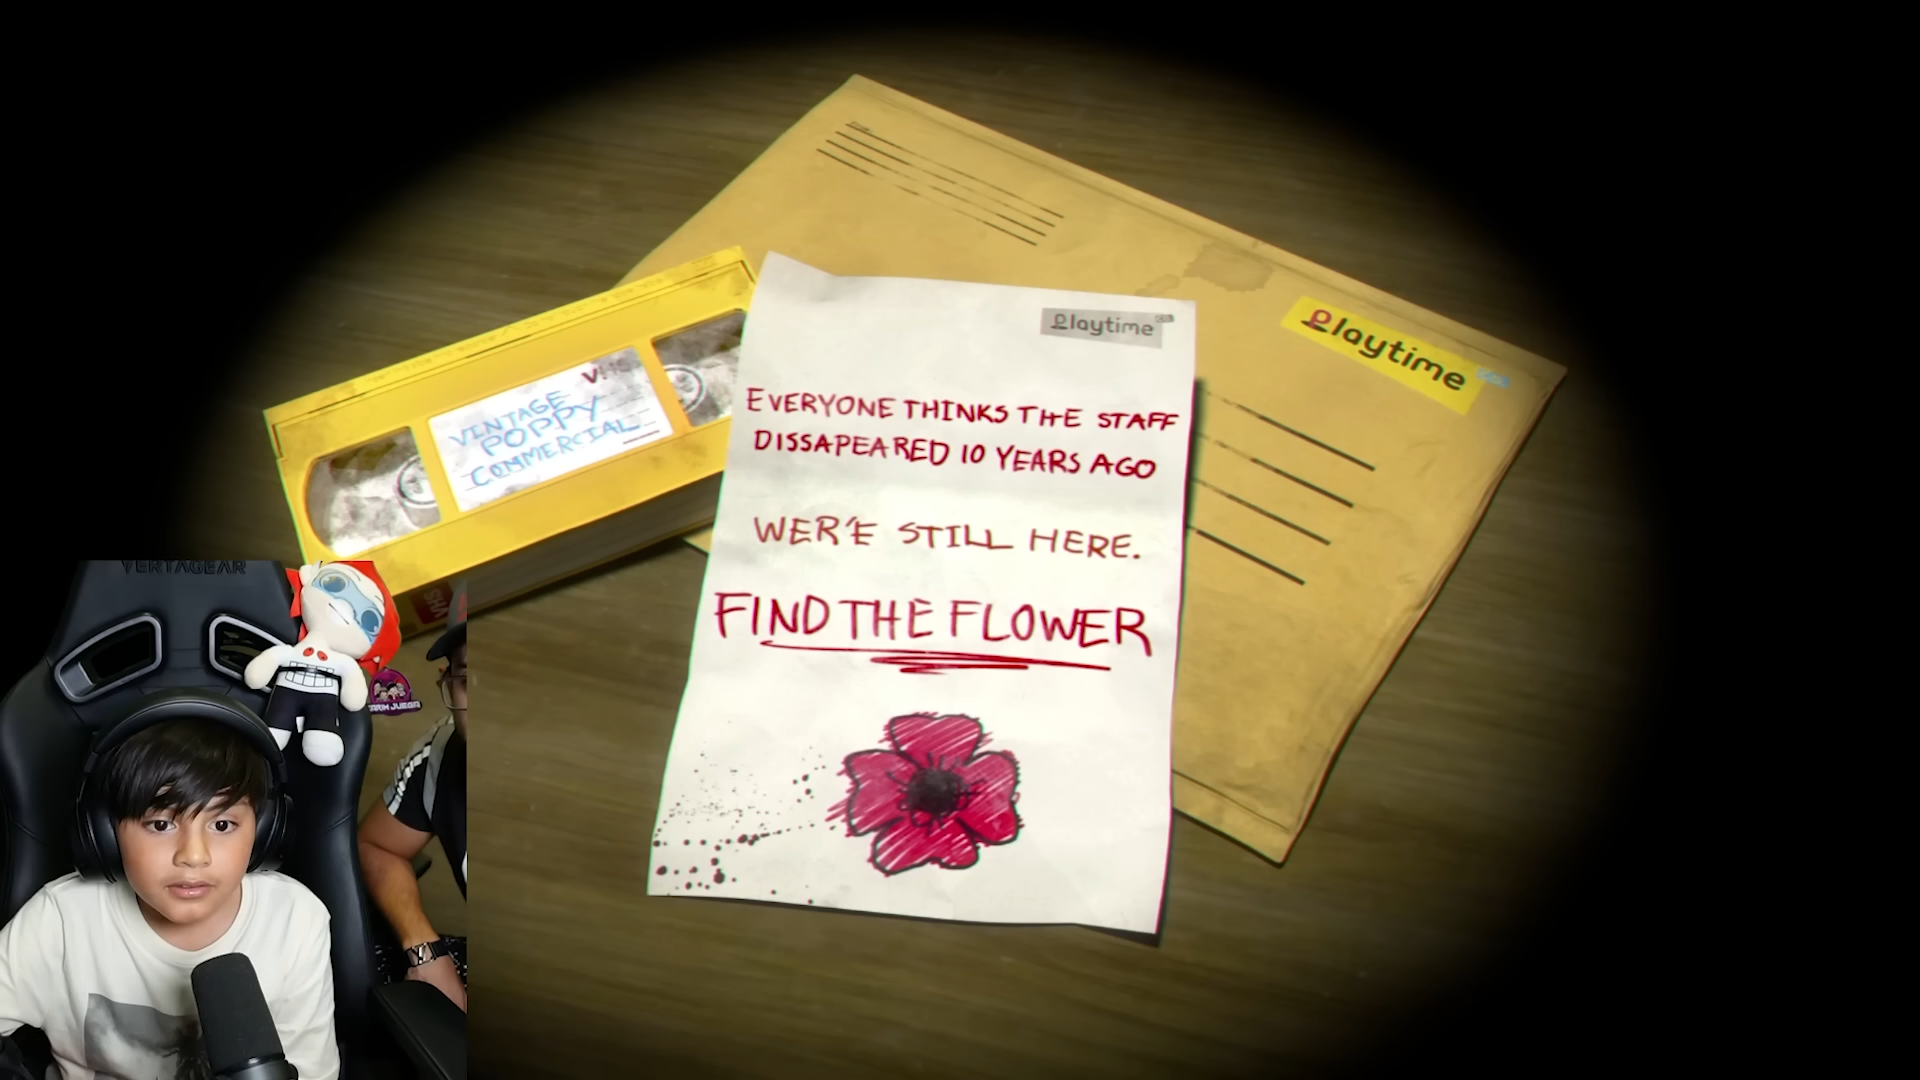 Playtime
Playtime
EVERYONE THINKS THE STAFF
DISSAPEARED 10 YEARS AGO
WER'E STILL HERE.
FIND THE FLOWER
VHS
VINTAGE
POPPY
COMMERCIAL
VHS
VERTAGEAR